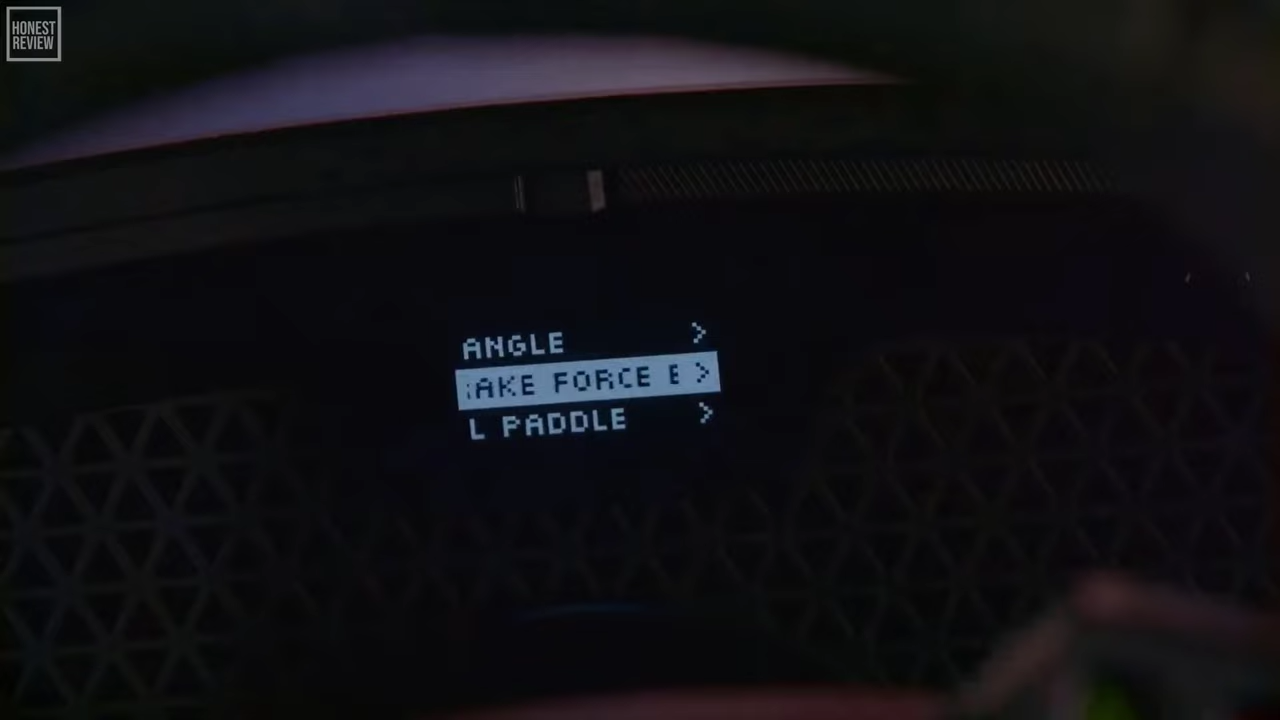 HONEST
REVIEW
ANGLE >
AKE FORCE E >
L PADDLE >